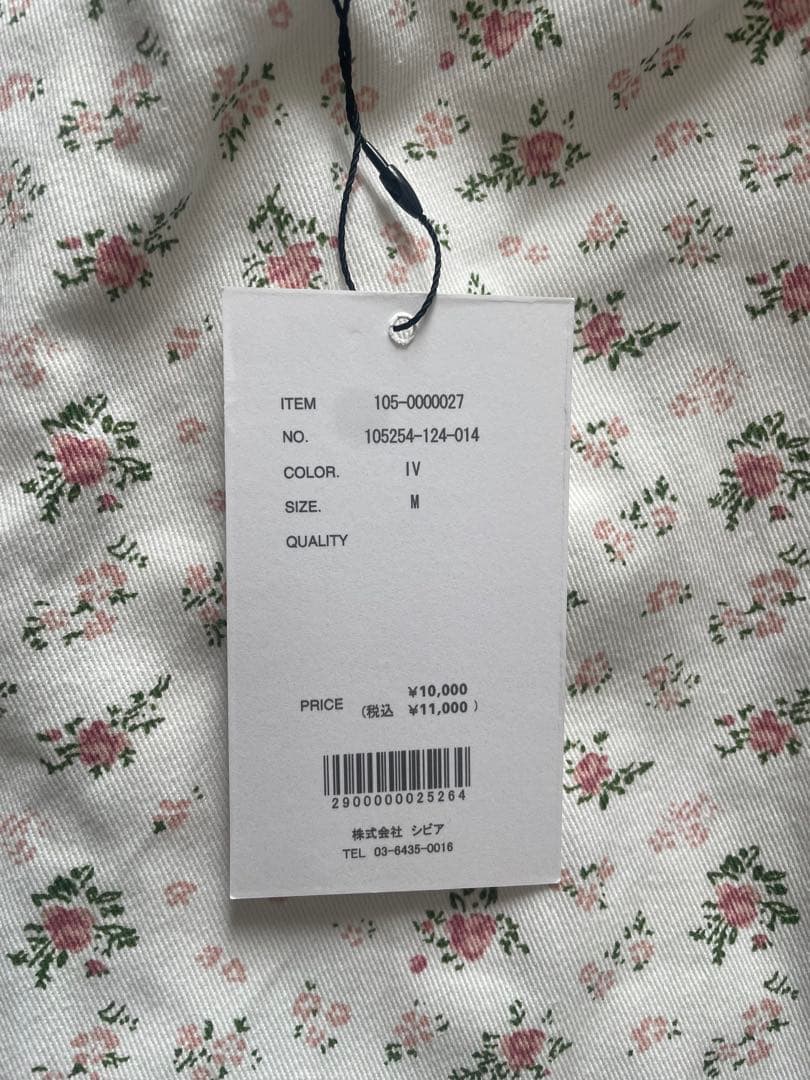 ITEM 105-0000027
NO. 105254-124-014
COLOR. IV
SIZE. M
QUALITY
PRICE ¥10,000
(税込 ¥11,000 )
2900000025264
株式会社 シビア
TEL 03-6435-0016